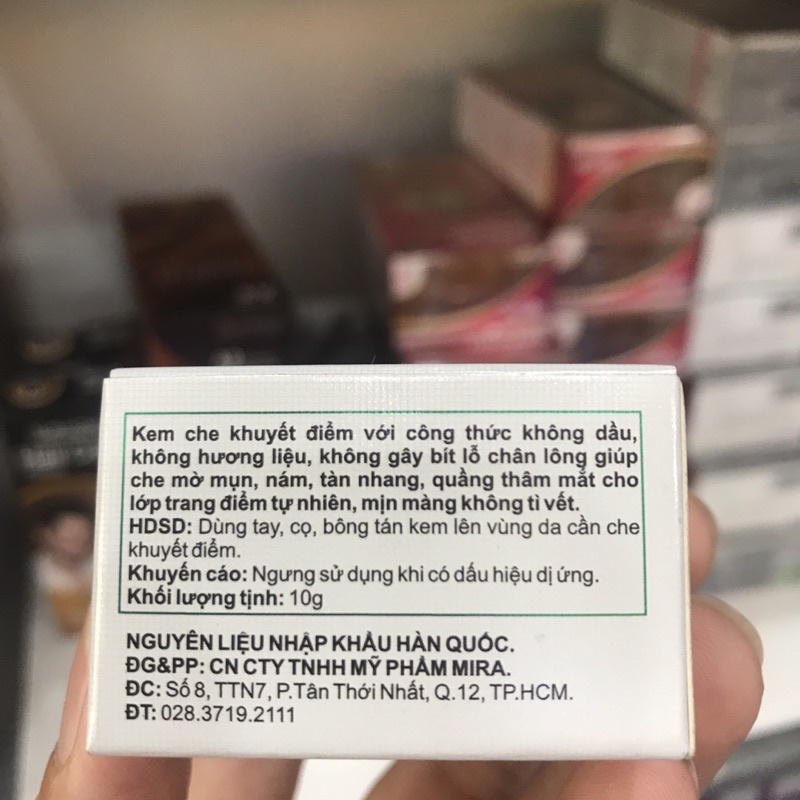 Kem che khuyết điểm với công thức không dầu,
không hương liệu, không gây bít lỗ chân lông giúp
che mờ mụn, nám, tàn nhang, quầng thâm mắt cho
lớp trang điểm tự nhiên, mịn màng không tì vết.
HDSD: Dùng tay, cọ, bông tán kem lên vùng da cần che
khuyết điểm.
Khuyến cáo: Ngưng sử dụng khi có dấu hiệu dị ứng.
Khối lượng tịnh: 10g
NGUYÊN LIỆU NHẬP KHẨU HÀN QUỐC.
ĐG&PP: CN CTY TNHH MỸ PHẨM MIRA.
ĐC: Số 8, TTN7, P.Tân Thới Nhất, Q.12, TP.HCM.
ĐT: 028.3719.2111